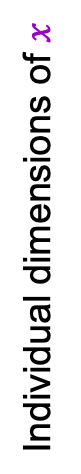 Individual dimensions of x